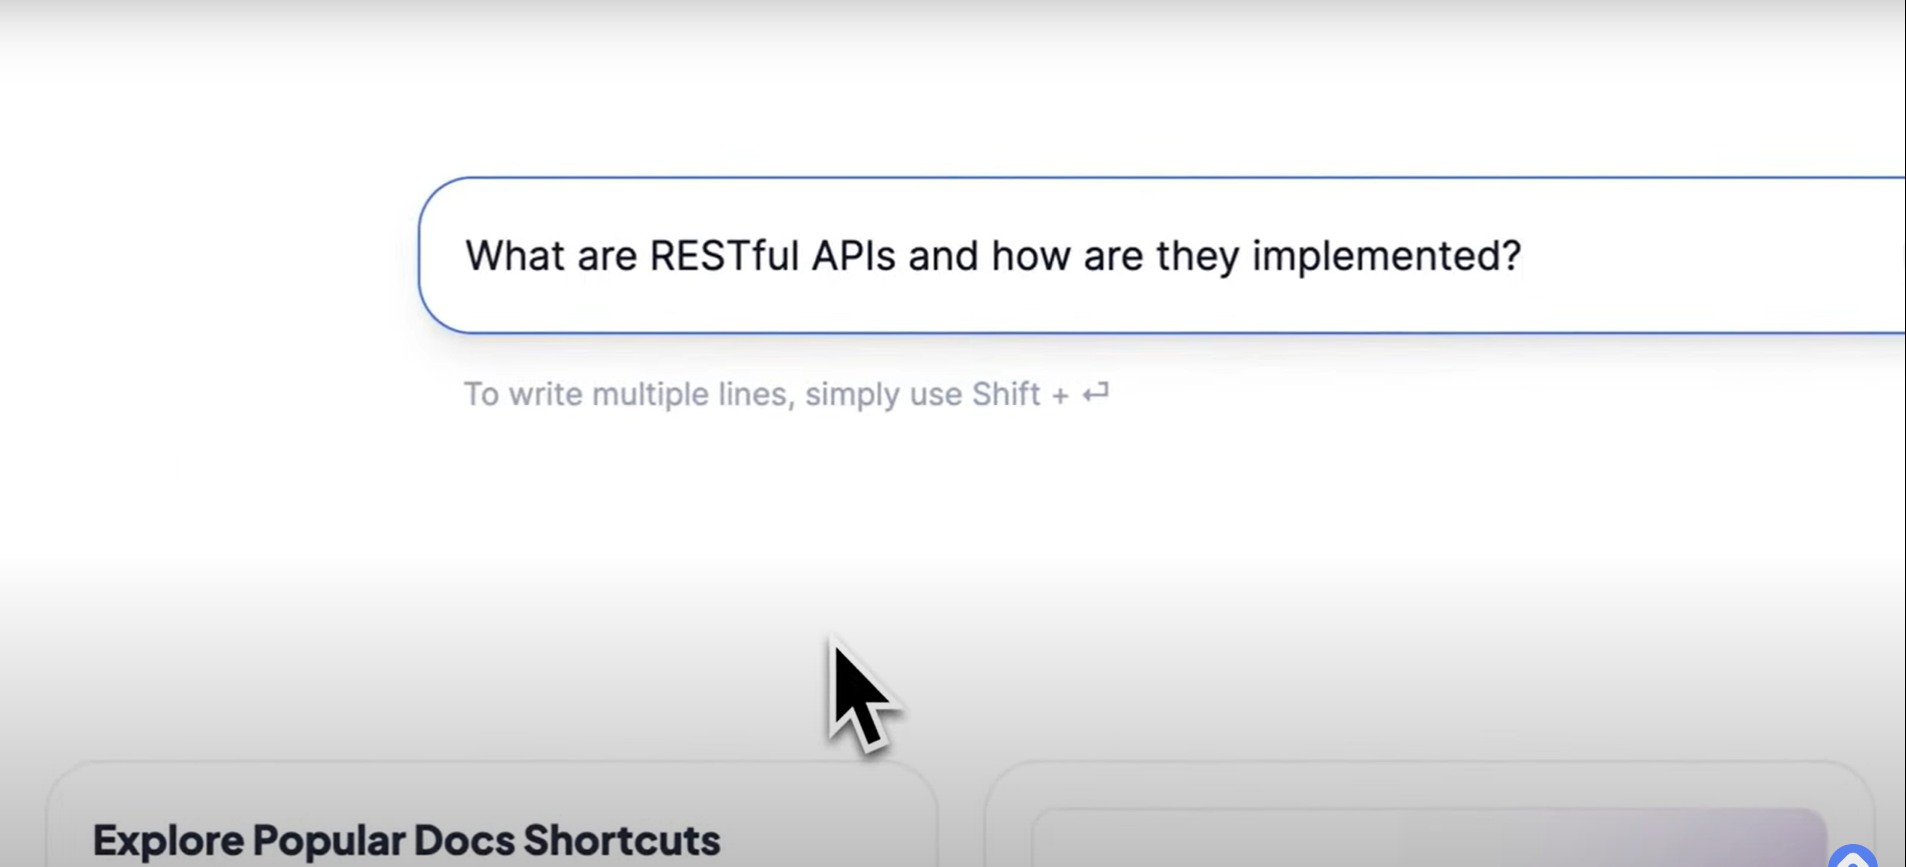 What are RESTful APIs and how are they implemented?
To write multiple lines, simply use Shift + ⏎
Explore Popular Docs Shortcuts